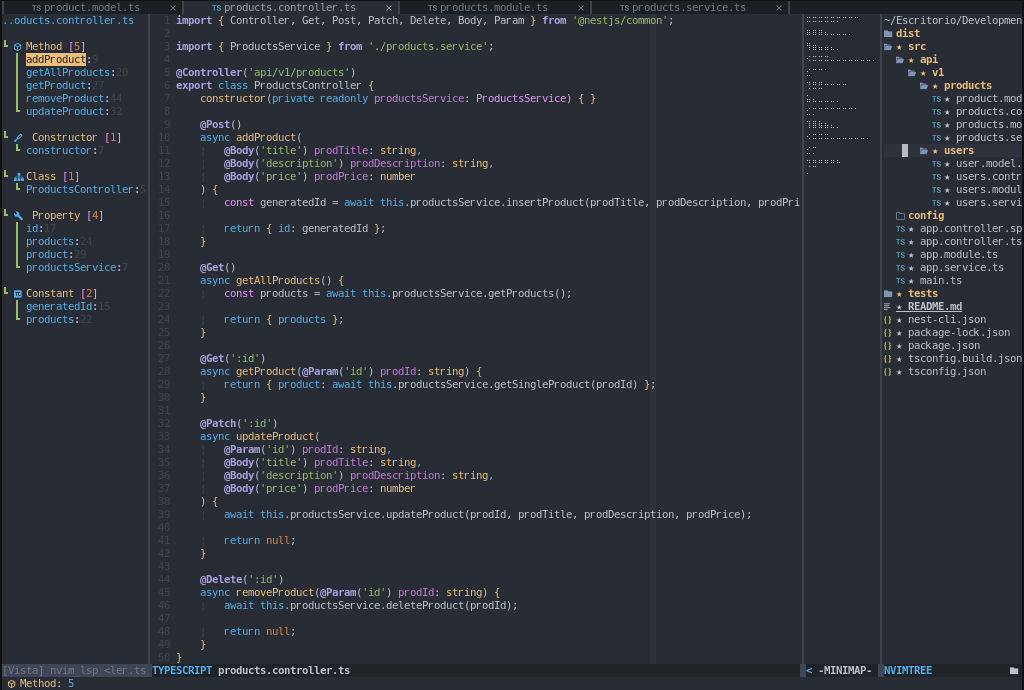 TS product.model.ts × TS products.controller.ts × TS products.module.ts × TS products.service.ts ×
..oducts.controller.ts
Method [5]
addProduct:9
getAllProducts:20
getProduct:27
removeProduct:44
updateProduct:32
Constructor [1]
constructor:7
Class [1]
ProductsController:5
Property [4]
id:17
products:24
product:29
productsService:7
Constant [2]
generatedId:15
products:22
[Vista] nvim lsp <ler.ts
1 import { Controller, Get, Post, Patch, Delete, Body, Param } from '@nestjs/common';
2
3 import { ProductsService } from './products.service';
4
5 @Controller('api/v1/products')
6 export class ProductsController {
7 constructor(private readonly productsService: ProductsService) { }
8
9 @Post()
10 async addProduct(
11 @Body('title') prodTitle: string,
12 @Body('description') prodDescription: string,
13 @Body('price') prodPrice: number
14 ) {
15 const generatedId = await this.productsService.insertProduct(prodTitle, prodDescription, prodPri
16
17 return { id: generatedId };
18 }
19
20 @Get()
21 async getAllProducts() {
22 const products = await this.productsService.getProducts();
23
24 return { products };
25 }
26
27 @Get(':id')
28 async getProduct(@Param('id') prodId: string) {
29 return { product: await this.productsService.getSingleProduct(prodId) };
30 }
31
32 @Patch(':id')
33 async updateProduct(
34 @Param('id') prodId: string,
35 @Body('title') prodTitle: string,
36 @Body('description') prodDescription: string,
37 @Body('price') prodPrice: number
38 ) {
39 await this.productsService.updateProduct(prodId, prodTitle, prodDescription, prodPrice);
40
41 return null;
42 }
43
44 @Delete(':id')
45 async removeProduct(@Param('id') prodId: string) {
46 await this.productsService.deleteProduct(prodId);
47
48 return null;
49 }
50 }
TYPESCRIPT products.controller.ts
< -MINIMAP-
~/Escritorio/Developmen
dist
★ src
★ api
★ v1
★ products
TS ★ product.mod
TS ★ products.co
TS ★ products.mo
TS ★ products.se
★ users
TS ★ user.model.
TS ★ users.contr
TS ★ users.modul
TS ★ users.servi
config
TS ★ app.controller.sp
TS ★ app.controller.ts
TS ★ app.module.ts
TS ★ app.service.ts
TS ★ main.ts
★ tests
★ README.md
{} ★ nest-cli.json
{} ★ package-lock.json
{} ★ package.json
{} ★ tsconfig.build.json
{} ★ tsconfig.json
NVIMTREE
Method: 5